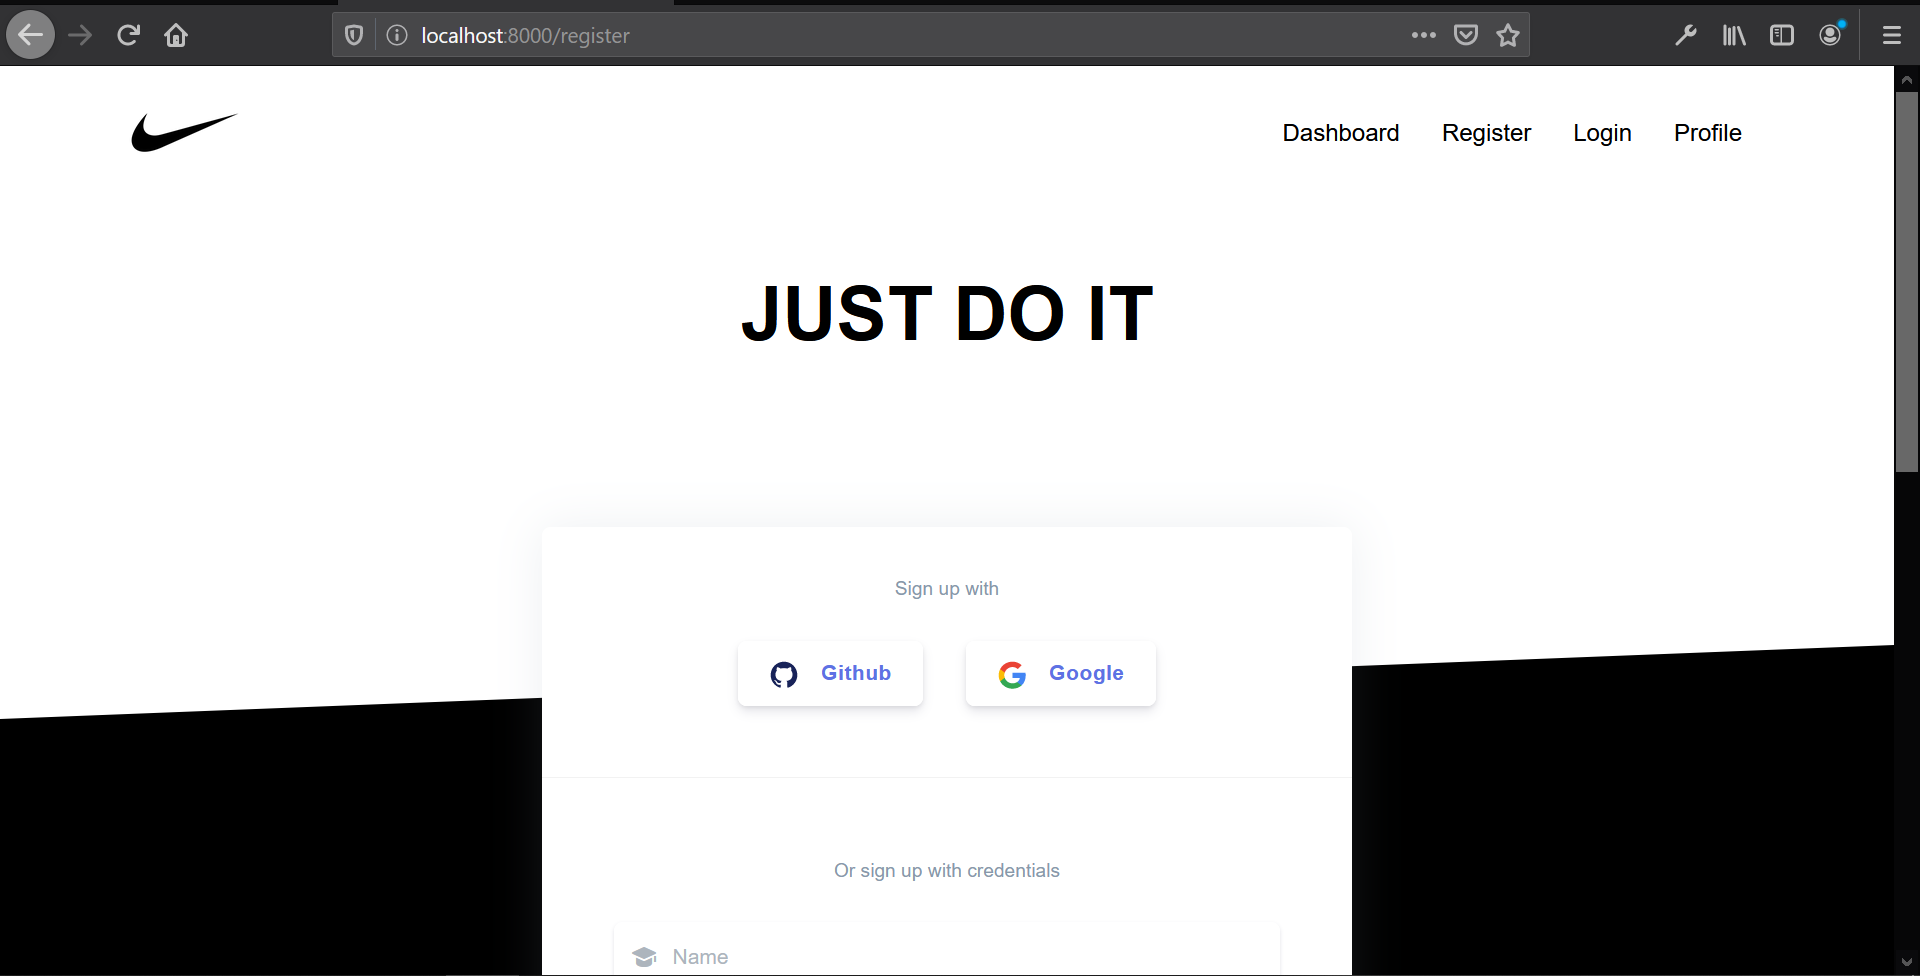 localhost:8000/register
Dashboard Register Login Profile
JUST DO IT
Sign up with
Github Google
Or sign up with credentials
Name